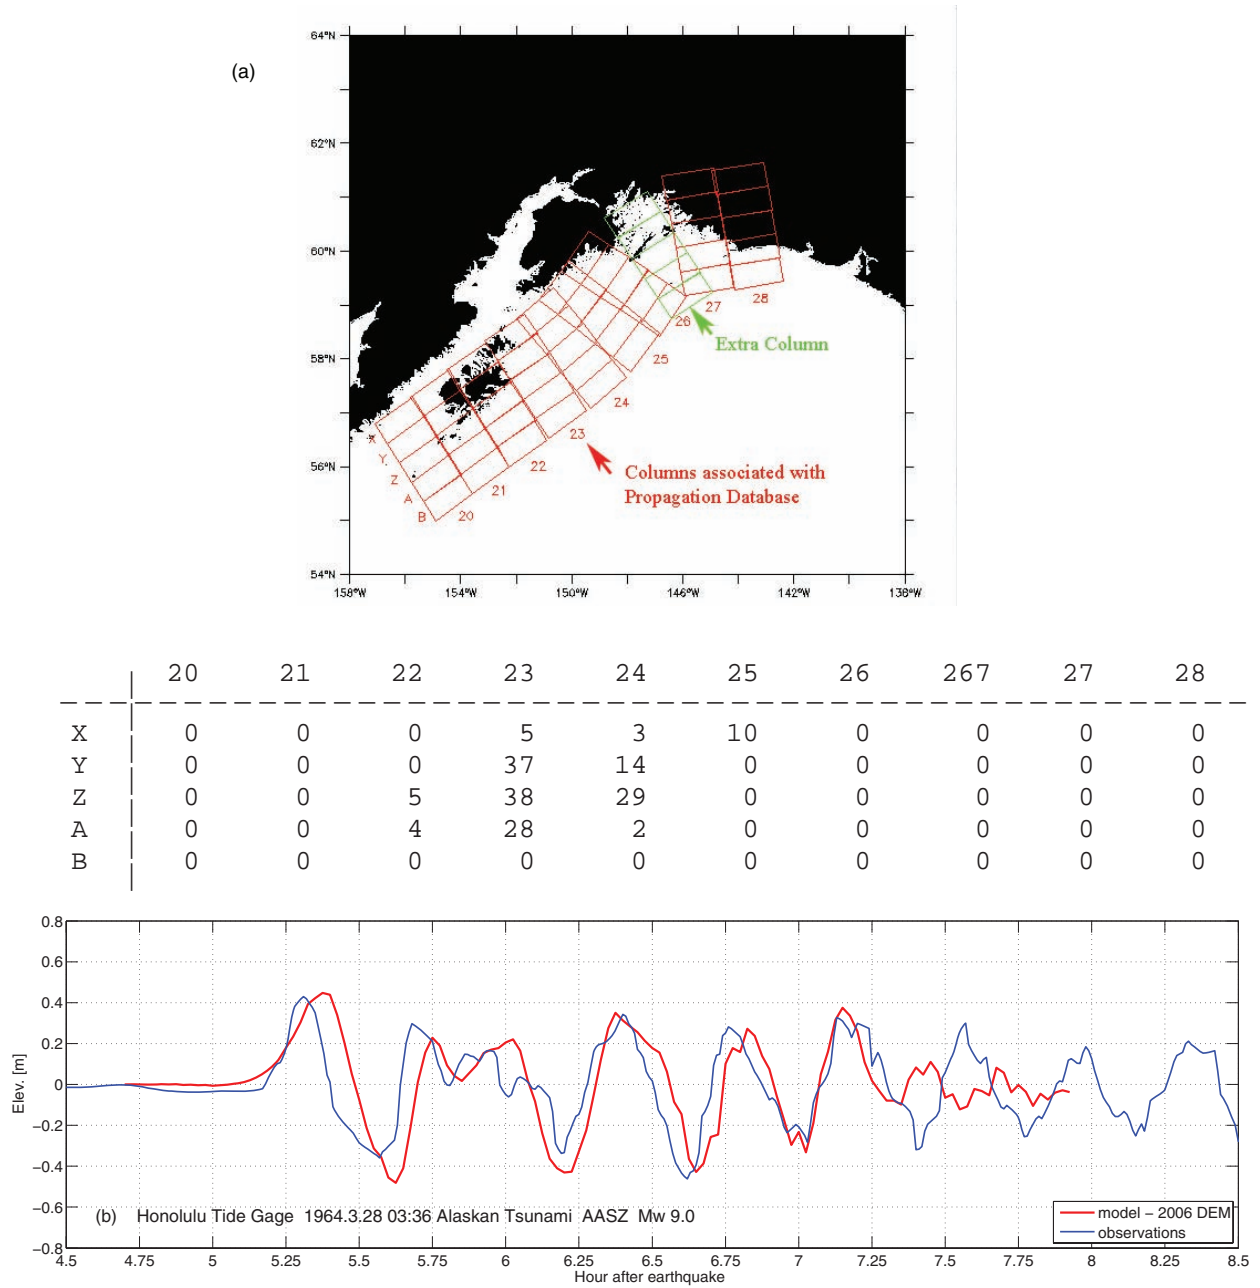 (a)
64°N
62°N
60°N
58°N
56°N
54°N
158°W 154°W 150°W 146°W 142°W 138°W
X
Y
Z
A
B
20
21
22
23
24
25
26
27
28
Extra Column
Columns associated with
Propagation Database
20 21 22 23 24 25 26 267 27 28
X 0 0 0 5 3 10 0 0 0 0
Y 0 0 0 37 14 0 0 0 0 0
Z 0 0 5 38 29 0 0 0 0 0
A 0 0 4 28 2 0 0 0 0 0
B 0 0 0 0 0 0 0 0 0 0
0.8
0.6
0.4
0.2
0
−0.2
−0.4
−0.6
−0.8
Elev. [m]
(b) Honolulu Tide Gage 1964.3.28 03:36 Alaskan Tsunami AASZ Mw 9.0
model − 2006 DEM
observations
4.5 4.75 5 5.25 5.5 5.75 6 6.25 6.5 6.75 7 7.25 7.5 7.75 8 8.25 8.5
Hour after earthquake